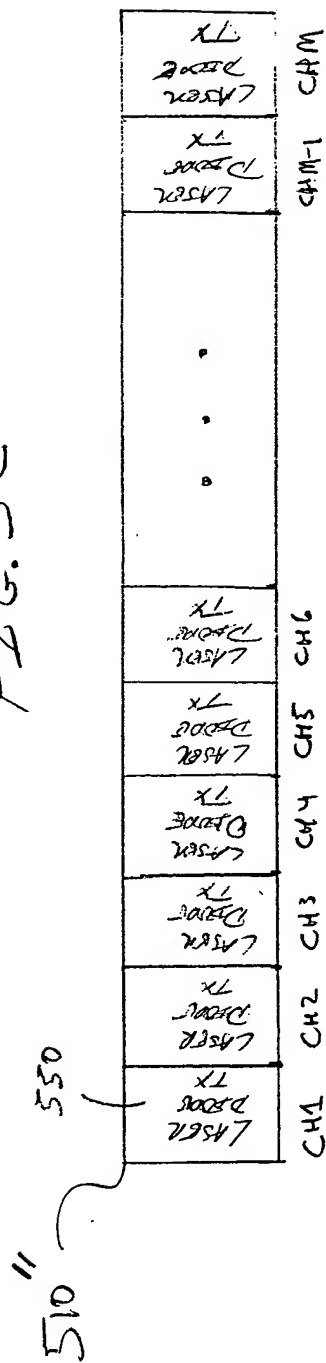 FIG. 5C
510"
550
LASER
DIODE
TX
LASER
DIODE
TX
LASER
DIODE
TX
LASER
DIODE
TX
LASER
DIODE
TX
LASER
DIODE
TX
. . .
LASER
DIODE
TX
LASER
DIODE
TX
CH1 CH2 CH3 CH4 CH5 CH6 CHM-1 CHM